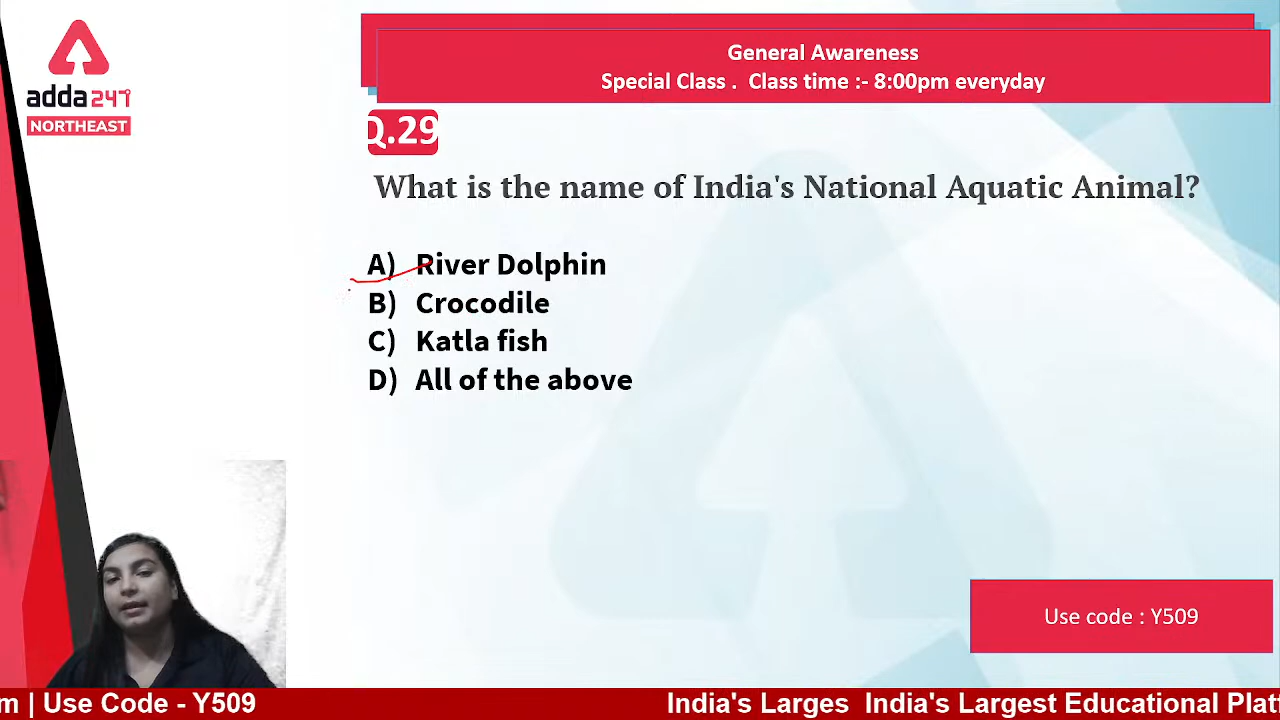 adda247
NORTHEAST
General Awareness
Special Class . Class time :- 8:00pm everyday
Q.29
What is the name of India's National Aquatic Animal?
A) River Dolphin
B) Crocodile
C) Katla fish
D) All of the above
Use code : Y509
m | Use Code - Y509 India's Larges India's Largest Educational Plat